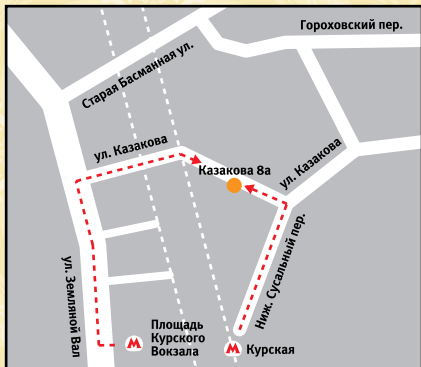 Гороховский пер.
Старая Басманная ул.
ул. Казакова
Казакова 8а
ул. Казакова
ул. Земляной Вал
Ниж. Сусальный пер.
М
Площадь
Курского
Вокзала
М
Курская